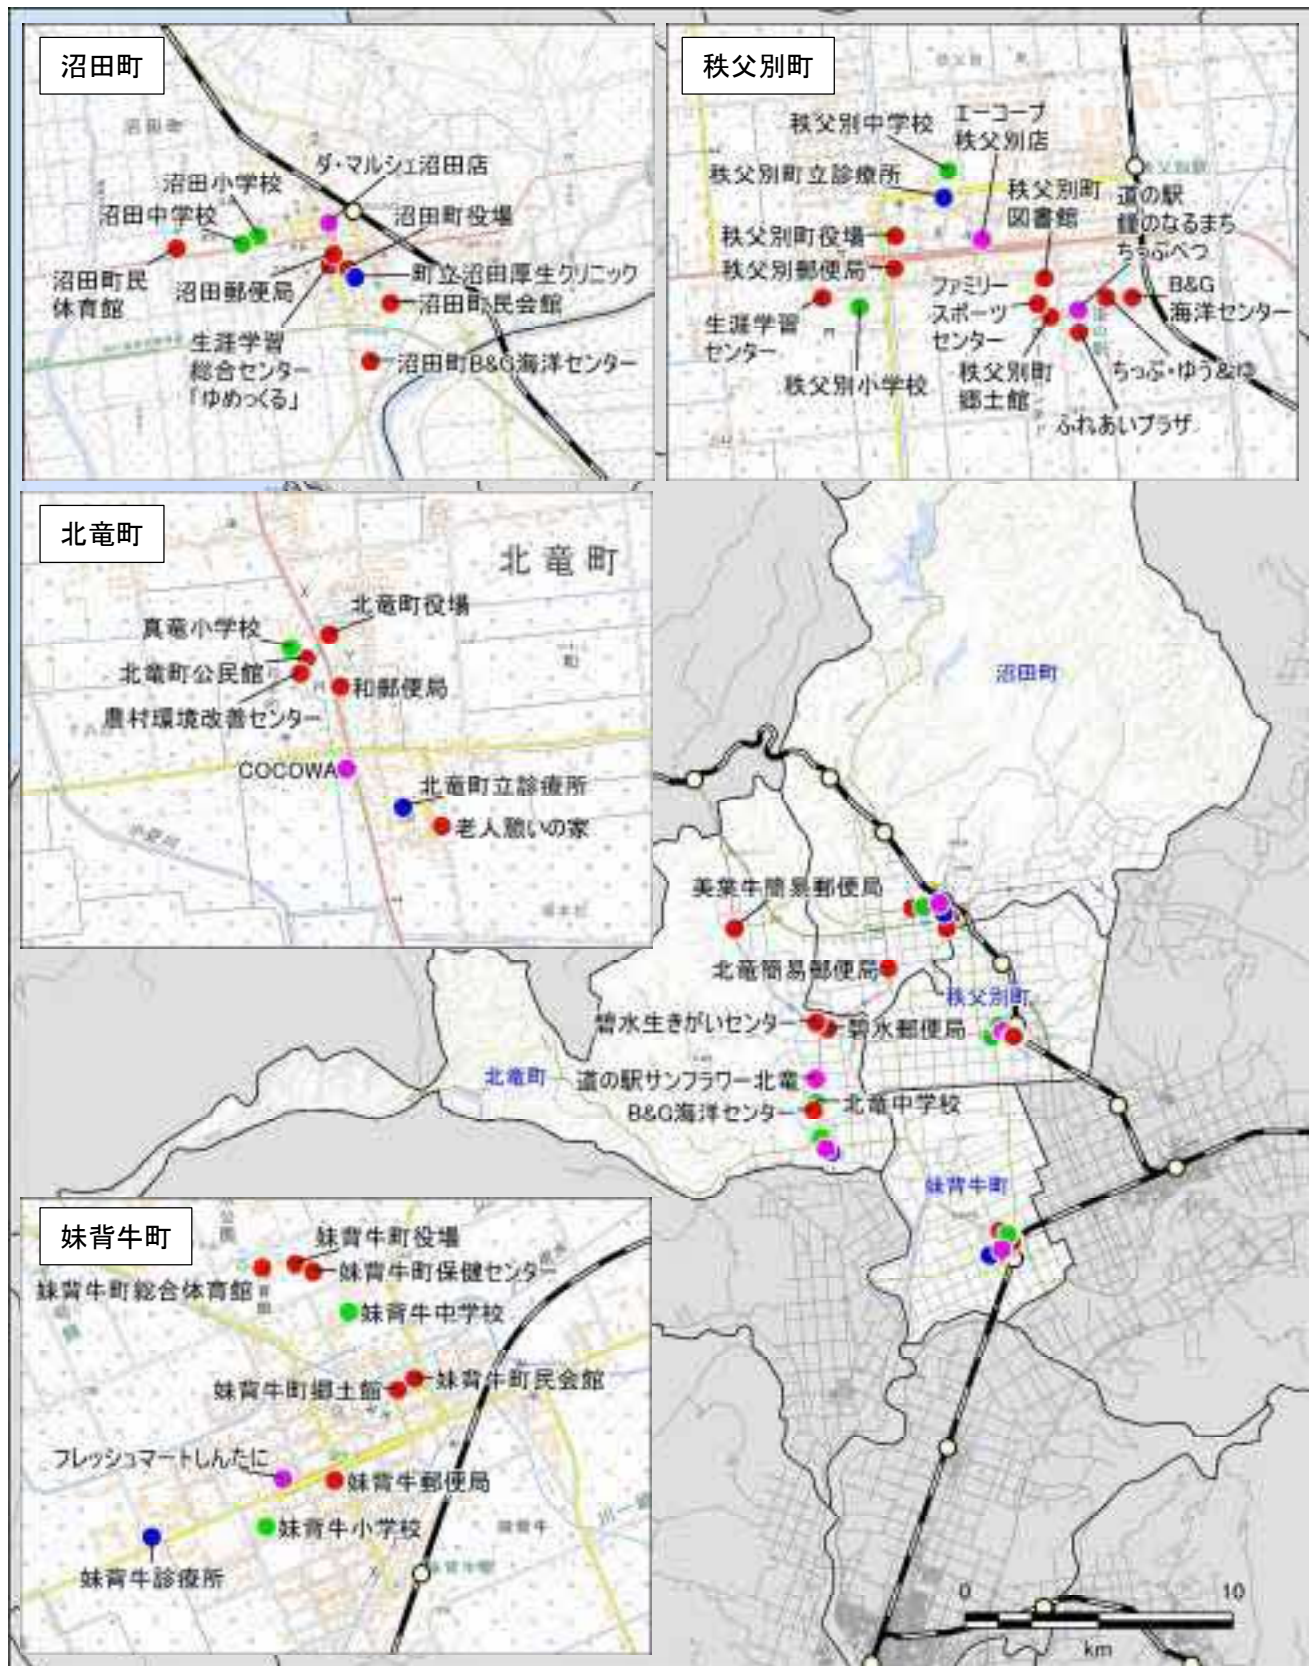 沼田町
沼田町
ダ・マルシェ沼田店
沼田小学校
沼田中学校
沼田町役場
沼田町民
体育館
沼田郵便局
町立沼田厚生クリニック
沼田町民会館
生涯学習
総合センター
「ゆめっくる」
沼田町B&G海洋センター
秩父別町
秩父別中学校
エーコープ
秩父別店
秩父別町立診療所
秩父別町
図書館
道の駅
鐘のなるまち
ちっぷべつ
秩父別町役場
秩父別郵便局
ファミリー
スポーツ
センター
B&G
海洋センター
生涯学習
センター
秩父別小学校
秩父別町
郷土館
ちっぷ・ゆう&ゆ
ふれあいプラザ
北竜町
北竜町
北竜町役場
真竜小学校
北竜町公民館
和郵便局
農村環境改善センター
COCOWA
北竜町立診療所
老人憩いの家
沼田町
美葉牛簡易郵便局
北竜簡易郵便局
秩父別町
碧水生きがいセンター
碧水郵便局
北竜町
道の駅サンフラワー北竜
B&G海洋センター
北竜中学校
妹背牛町
妹背牛町
妹背牛町役場
妹背牛町保健センター
妹背牛町総合体育館
妹背牛中学校
妹背牛町民会館
妹背牛町郷土館
フレッシュマートしんたに
妹背牛郵便局
妹背牛小学校
妹背牛
妹背牛診療所
0 10
km